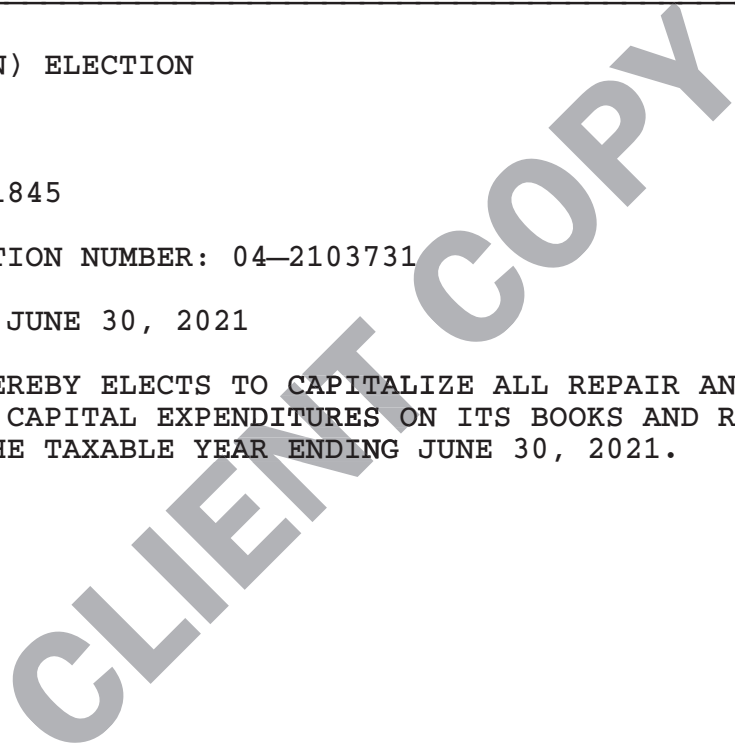 N) ELECTION
1845
TION NUMBER: 04–2103731
JUNE 30, 2021
EREBY ELECTS TO CAPITALIZE ALL REPAIR AN
CAPITAL EXPENDITURES ON ITS BOOKS AND R
HE TAXABLE YEAR ENDING JUNE 30, 2021.
CLIENT COPY